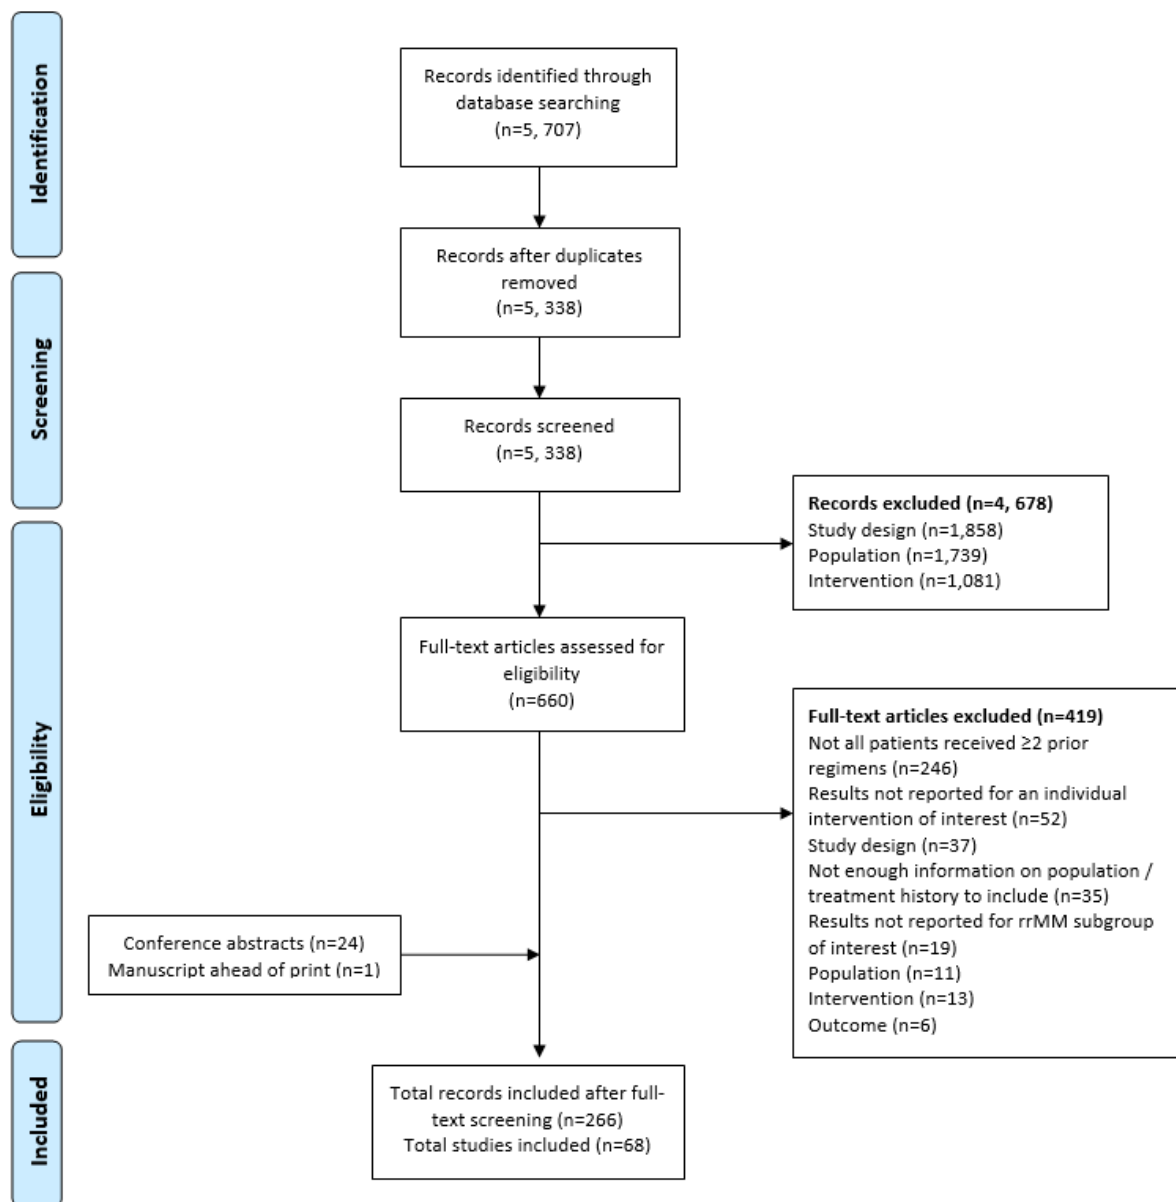 Identification
Records identified through
database searching
(n=5, 707)
Records after duplicates
removed
(n=5, 338)
Screening
Records screened
(n=5, 338)
Records excluded (n=4, 678)
Study design (n=1,858)
Population (n=1,739)
Intervention (n=1,081)
Eligibility
Full-text articles assessed for
eligibility
(n=660)
Full-text articles excluded (n=419)
Not all patients received ≥2 prior
regimens (n=246)
Results not reported for an individual
intervention of interest (n=52)
Study design (n=37)
Not enough information on population /
treatment history to include (n=35)
Results not reported for rrMM subgroup
of interest (n=19)
Population (n=11)
Intervention (n=13)
Outcome (n=6)
Conference abstracts (n=24)
Manuscript ahead of print (n=1)
Included
Total records included after full-
text screening (n=266)
Total studies included (n=68)